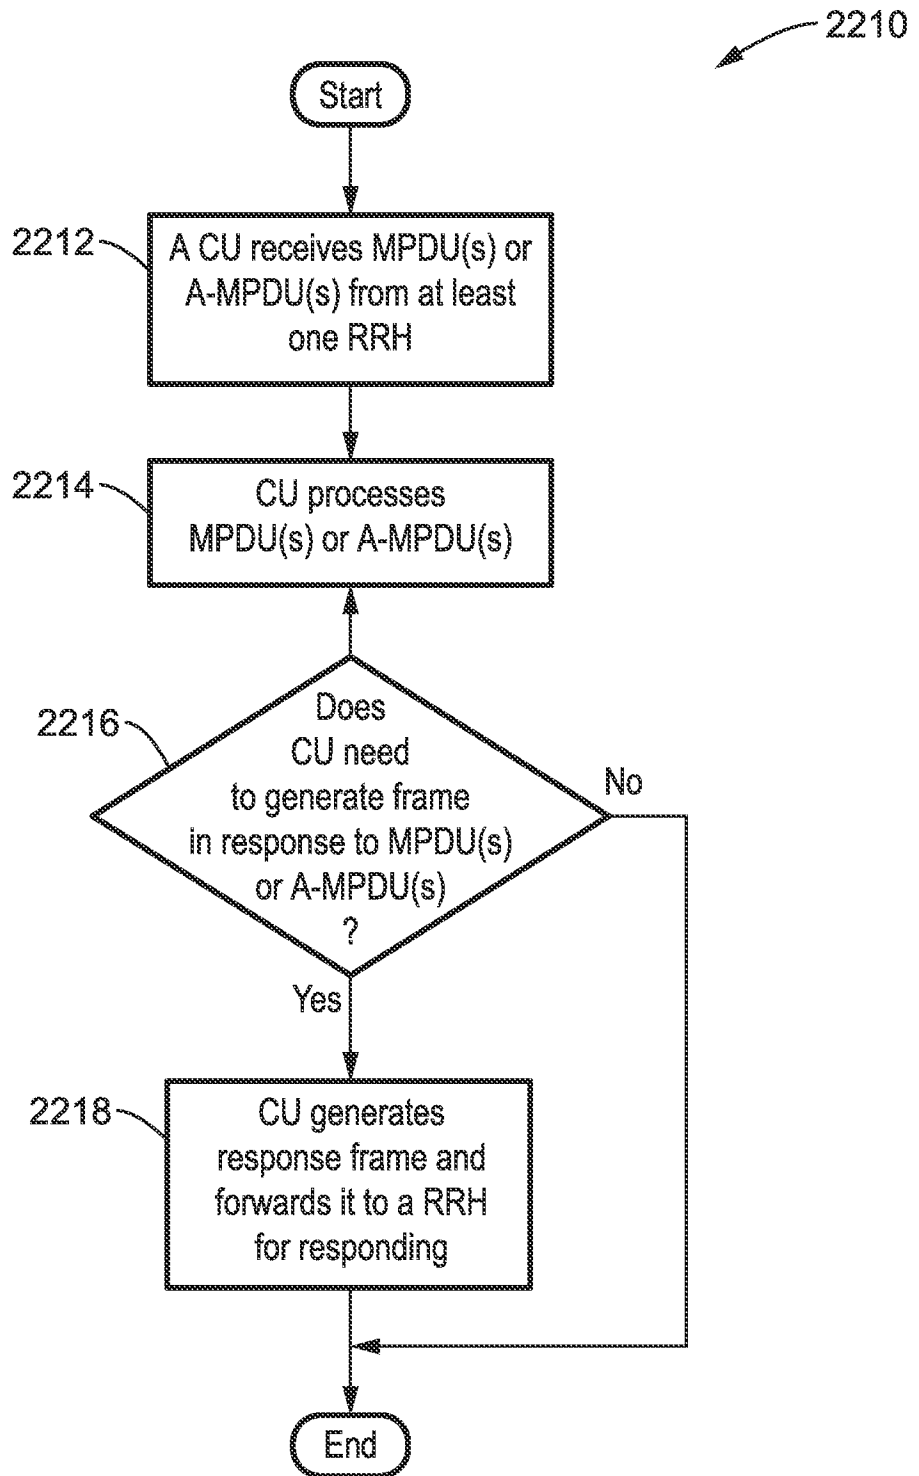 2210
Start
2212
A CU receives MPDU(s) or
A-MPDU(s) from at least
one RRH
2214
CU processes
MPDU(s) or A-MPDU(s)
2216
Does
CU need
to generate frame
in response to MPDU(s)
or A-MPDU(s)
?
No
Yes
2218
CU generates
response frame and
forwards it to a RRH
for responding
End